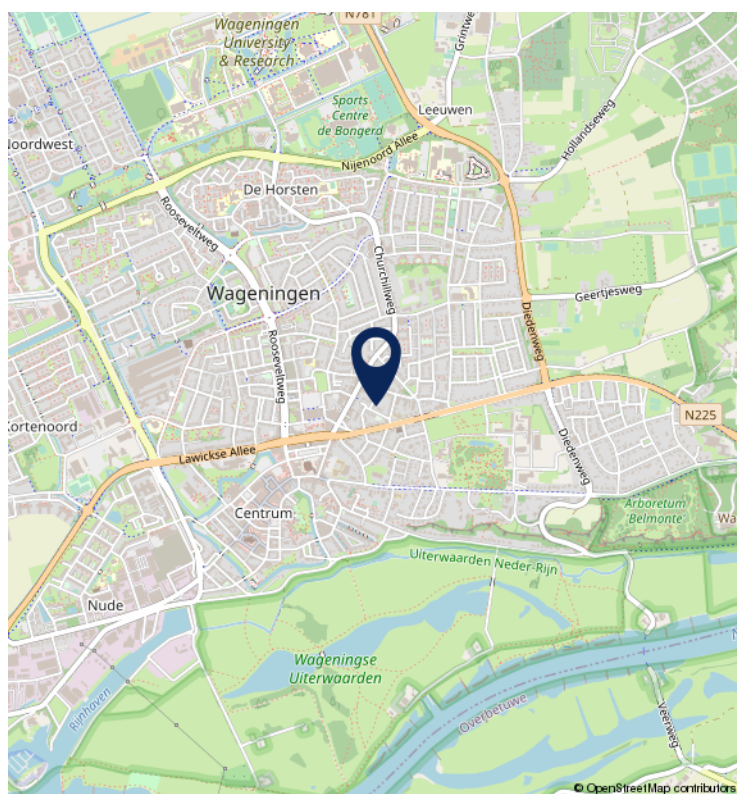 N781
Wageningen
University
& Research
Grintweg
Sports
Centre
de Bongerd
Leeuwen
Hollandseweg
Noordwest
Nijenoord Allee
De Horsten
Rooseveltweg
Churchillweg
Wageningen
Geertjesweg
Diedenweg
Rooseveltweg
N225
Kortenoord
Lawickse Allee
Diedenweg
Centrum
Arboretum
Belmonte
Wa
Uiterwaarden Neder-Rijn
Nude
Wageningse
Uiterwaarden
N
Rijnhaven
Overbetuwe
Veerweg
© OpenStreetMap contributors